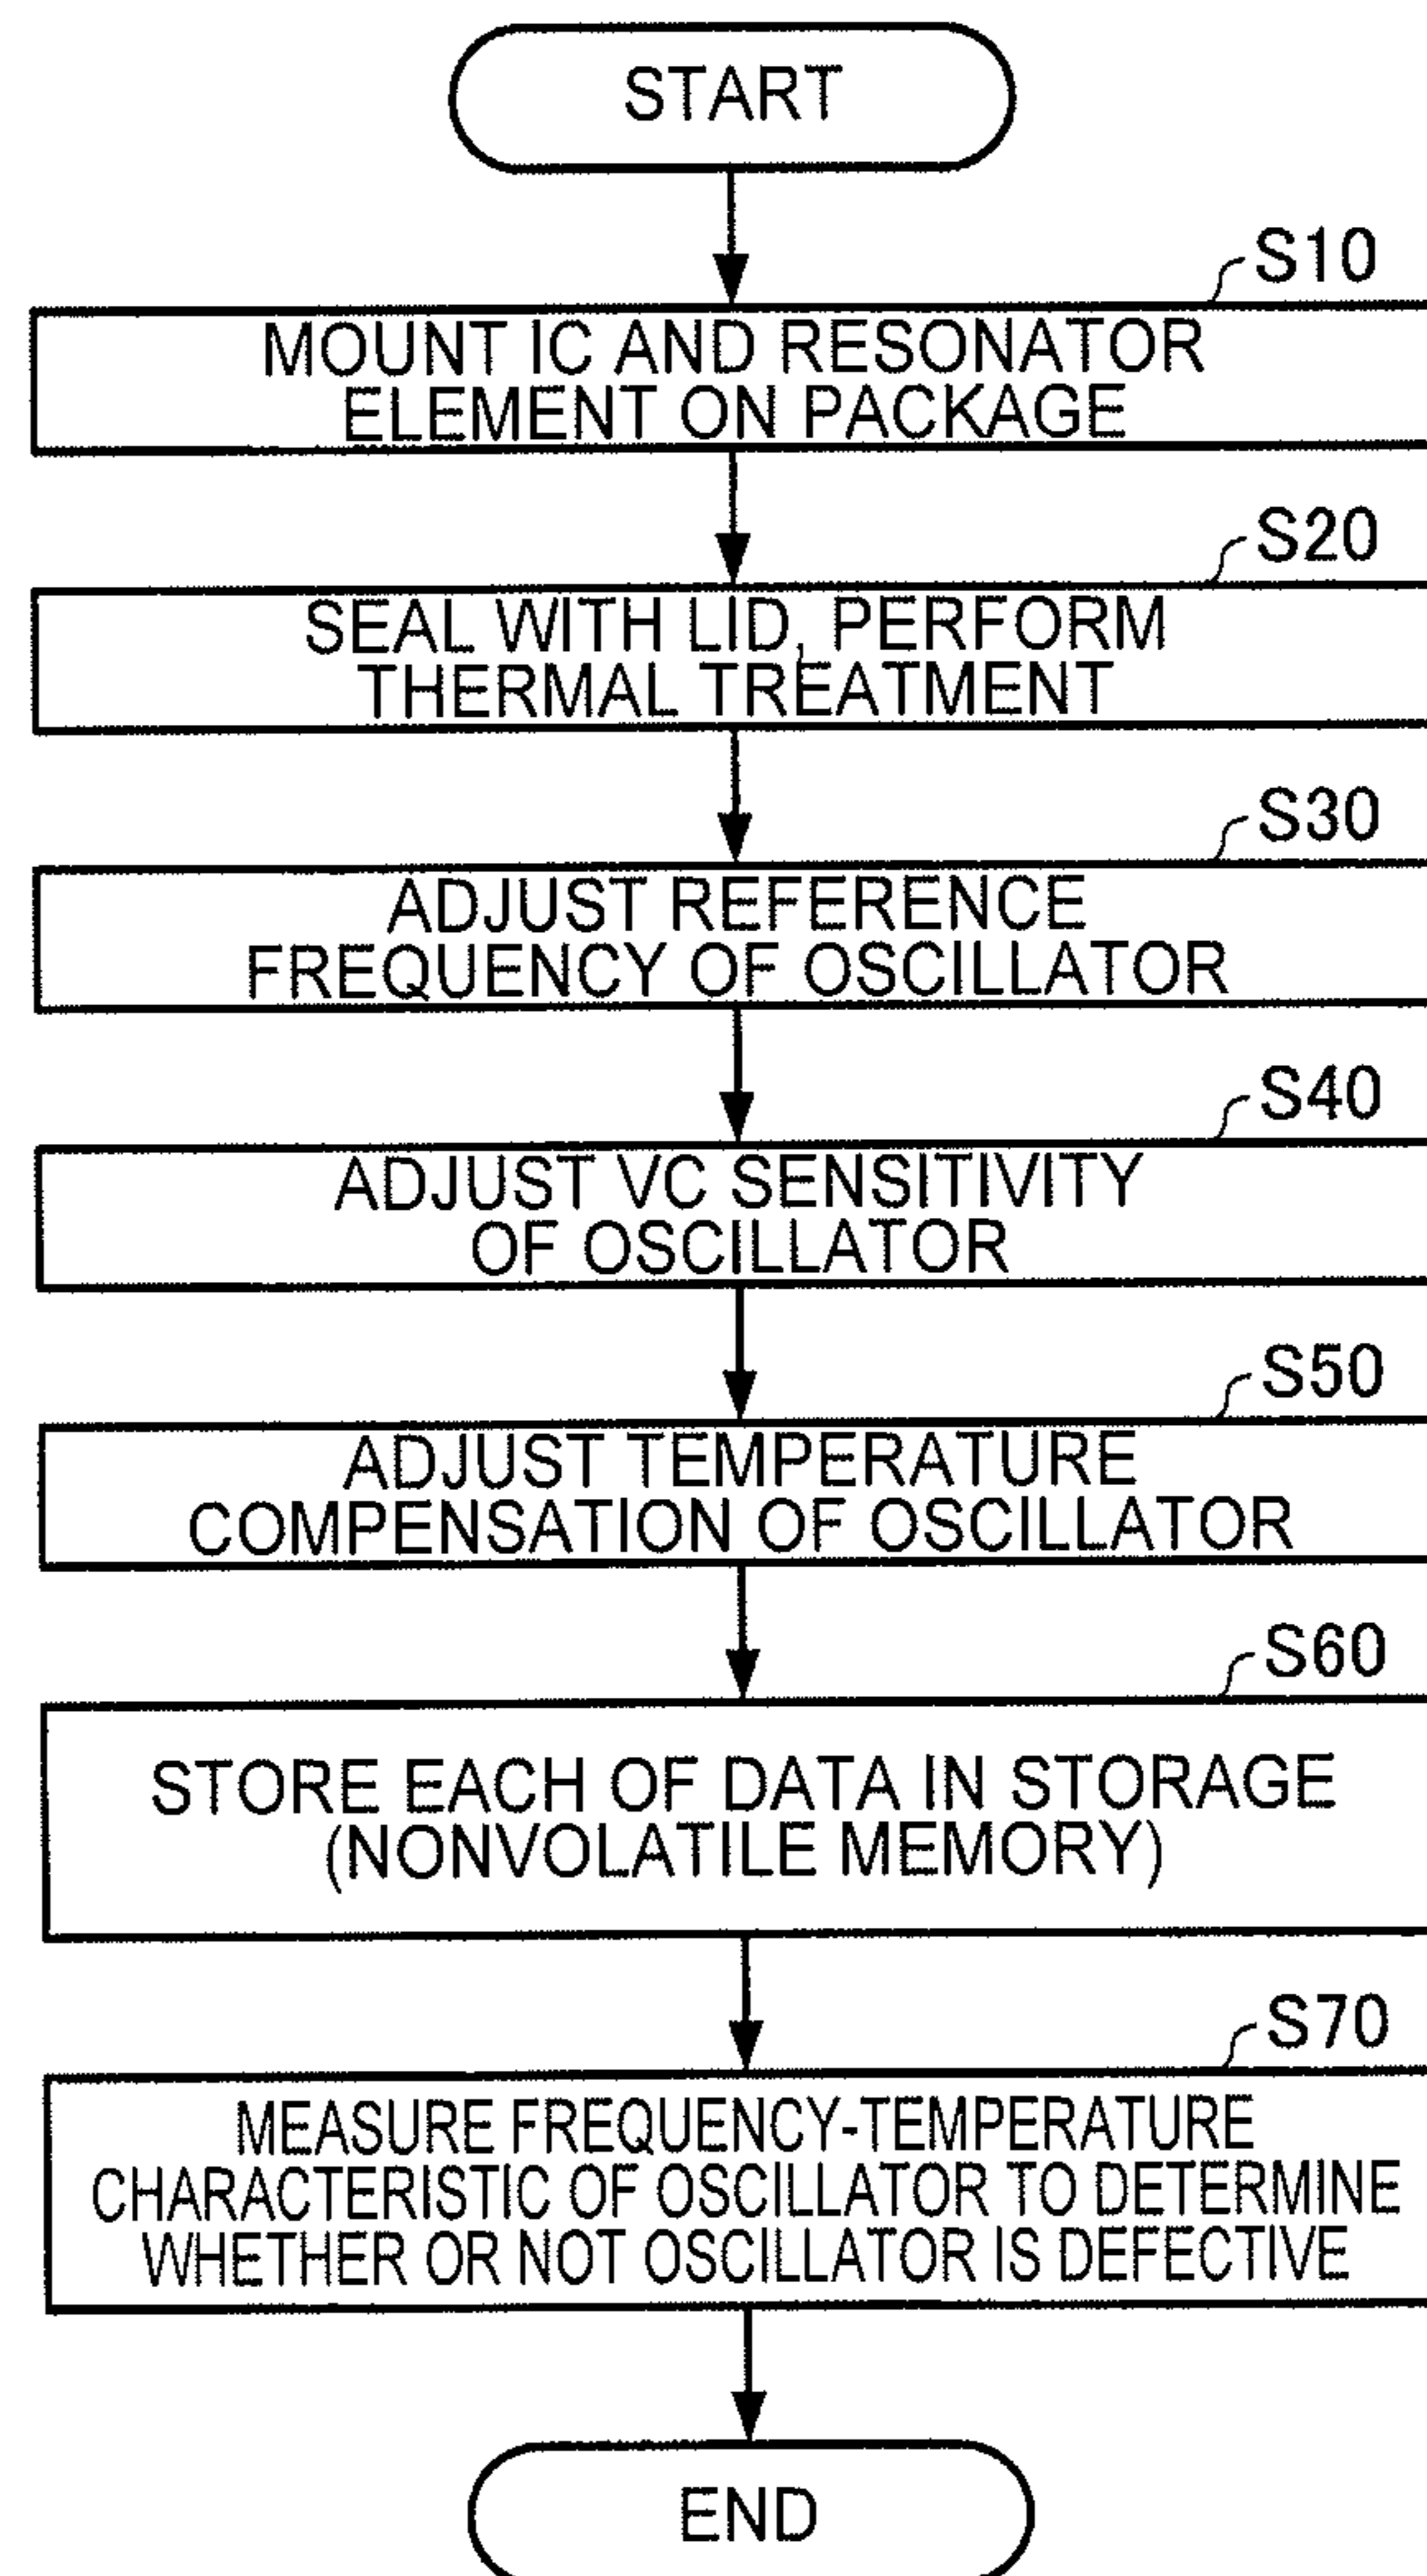 START
S10
MOUNT IC AND RESONATOR
ELEMENT ON PACKAGE
S20
SEAL WITH LID, PERFORM
THERMAL TREATMENT
S30
ADJUST REFERENCE
FREQUENCY OF OSCILLATOR
S40
ADJUST VC SENSITIVITY
OF OSCILLATOR
S50
ADJUST TEMPERATURE
COMPENSATION OF OSCILLATOR
S60
STORE EACH OF DATA IN STORAGE
(NONVOLATILE MEMORY)
S70
MEASURE FREQUENCY-TEMPERATURE
CHARACTERISTIC OF OSCILLATOR TO DETERMINE
WHETHER OR NOT OSCILLATOR IS DEFECTIVE
END